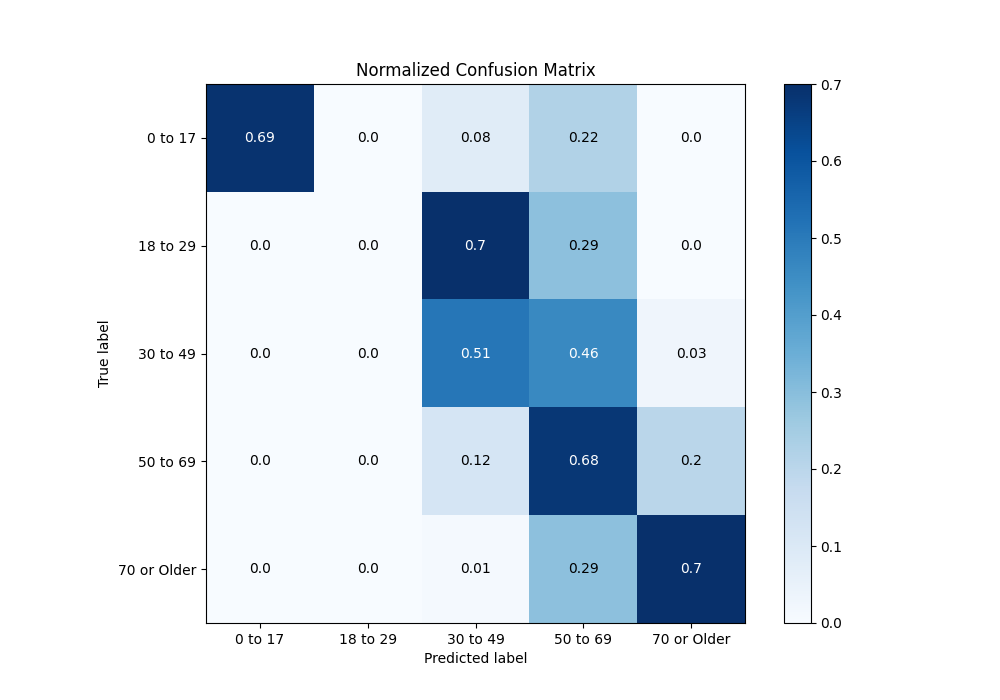 Normalized Confusion Matrix
True label
0 to 17 0.69 0.0 0.08 0.22 0.0
18 to 29 0.0 0.0 0.7 0.29 0.0
30 to 49 0.0 0.0 0.51 0.46 0.03
50 to 69 0.0 0.0 0.12 0.68 0.2
70 or Older 0.0 0.0 0.01 0.29 0.7
0 to 17 18 to 29 30 to 49 50 to 69 70 or Older
Predicted label
0.7
0.6
0.5
0.4
0.3
0.2
0.1
0.0